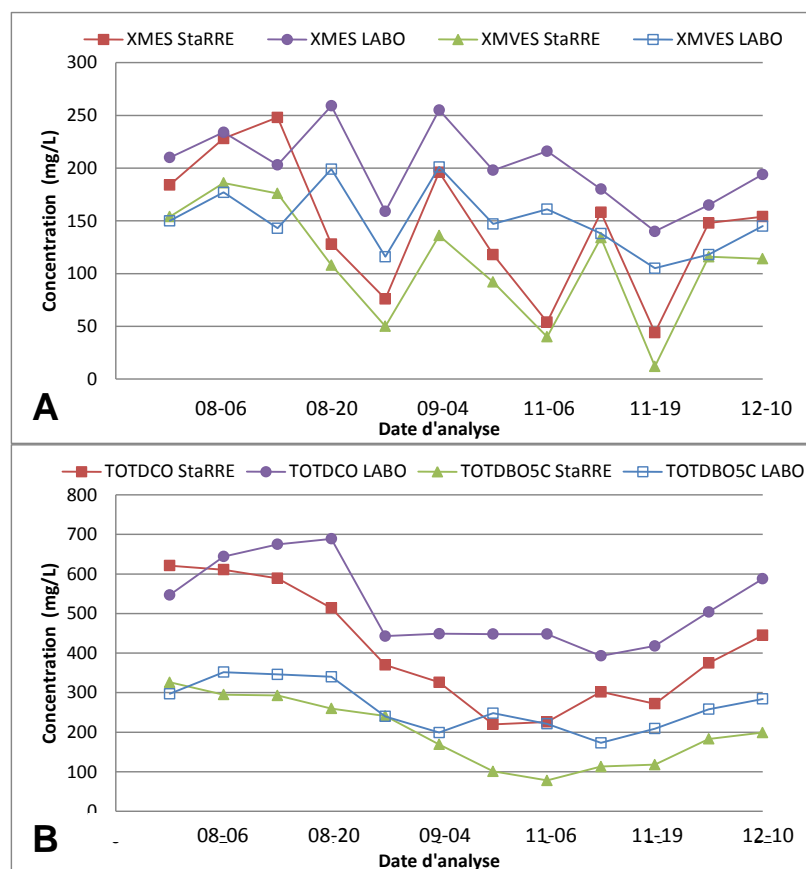 XMES StaRRE XMES LABO XMVES StaRRE XMVES LABO
300
250
200
150
100
50
0
Concentration (mg/L)
08-06 08-20 09-04 11-06 11-19 12-10
Date d'analyse
A
TOTDCO StaRRE TOTDCO LABO TOTDBO5C StaRRE TOTDBO5C LABO
800
700
600
500
400
300
200
100
0
Concentration (mg/L)
08-06 08-20 09-04 11-06 11-19 12-10
Date d'analyse
B